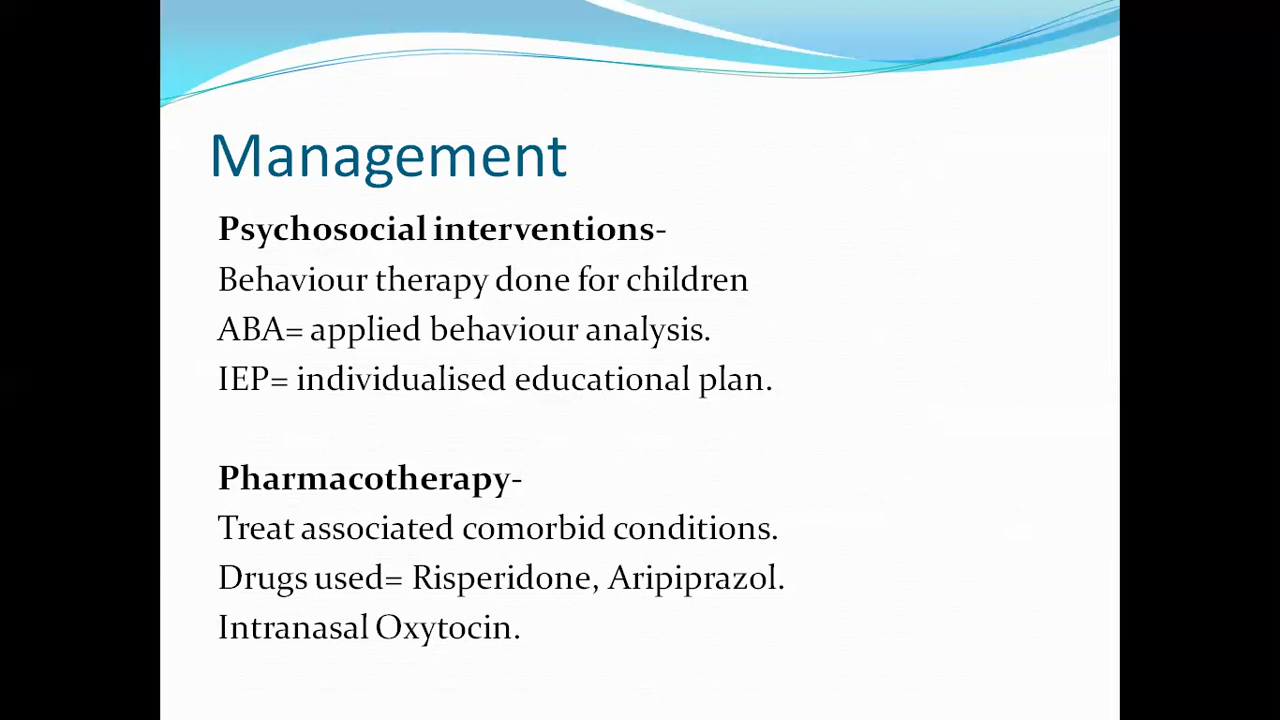 Management
Psychosocial interventions-
Behaviour therapy done for children
ABA= applied behaviour analysis.
IEP= individualised educational plan.
Pharmacotherapy-
Treat associated comorbid conditions.
Drugs used= Risperidone, Aripiprazol.
Intranasal Oxytocin.